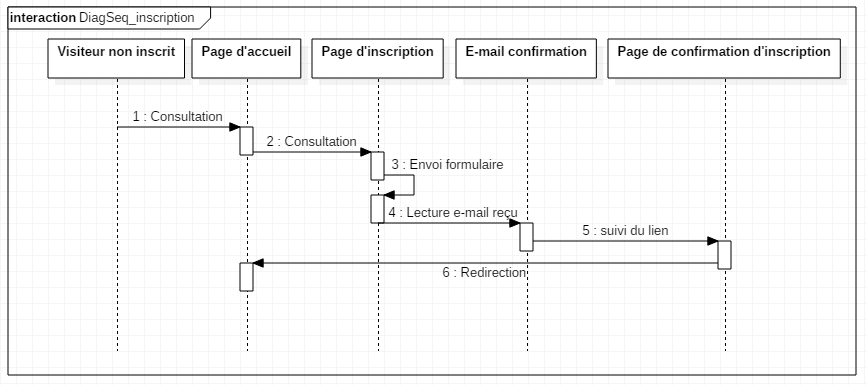 interaction DiagSeq_inscription
Visiteur non inscrit
Page d'accueil
Page d'inscription
E-mail confirmation
Page de confirmation d'inscription
1 : Consultation
2 : Consultation
3 : Envoi formulaire
4 : Lecture e-mail reçu
5 : suivi du lien
6 : Redirection